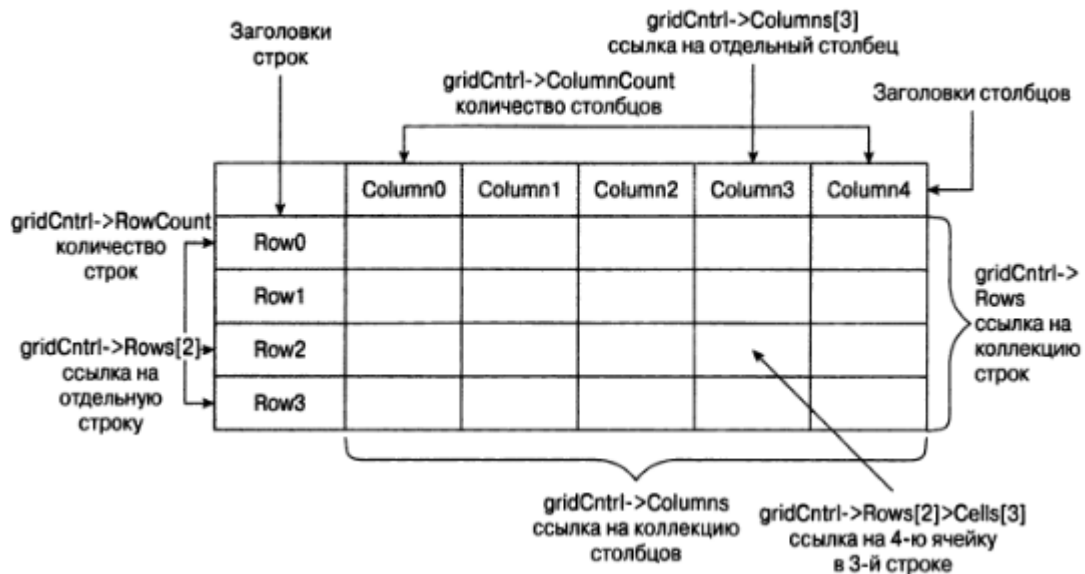 gridCntrl->Columns[3]
ссылка на отдельный столбец
Заголовки
строк
gridCntrl->ColumnCount
количество столбцов
Заголовки столбцов
Column0 Column1 Column2 Column3 Column4
gridCntrl->RowCount
количество
строк
Row0
Row1
gridCntrl->
Rows
ссылка на
коллекцию
строк
gridCntrl->Rows[2]
ссылка на
отдельную
строку
Row2
Row3
gridCntrl->Columns
ссылка на коллекцию
столбцов
gridCntrl->Rows[2]>Cells[3]
ссылка на 4-ю ячейку
в 3-й строке